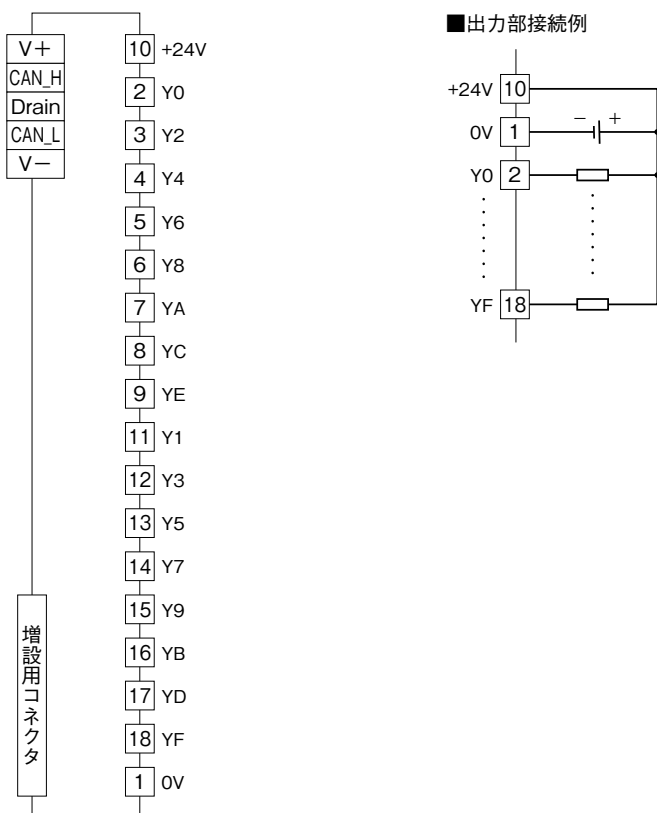 V+
CAN_H
Drain
CAN_L
V−
増設用コネクタ
10 +24V
2 Y0
3 Y2
4 Y4
5 Y6
6 Y8
7 YA
8 YC
9 YE
11 Y1
12 Y3
13 Y5
14 Y7
15 Y9
16 YB
17 YD
18 YF
1 0V
■出力部接続例
+24V 10
0V 1 − +
Y0 2
YF 18